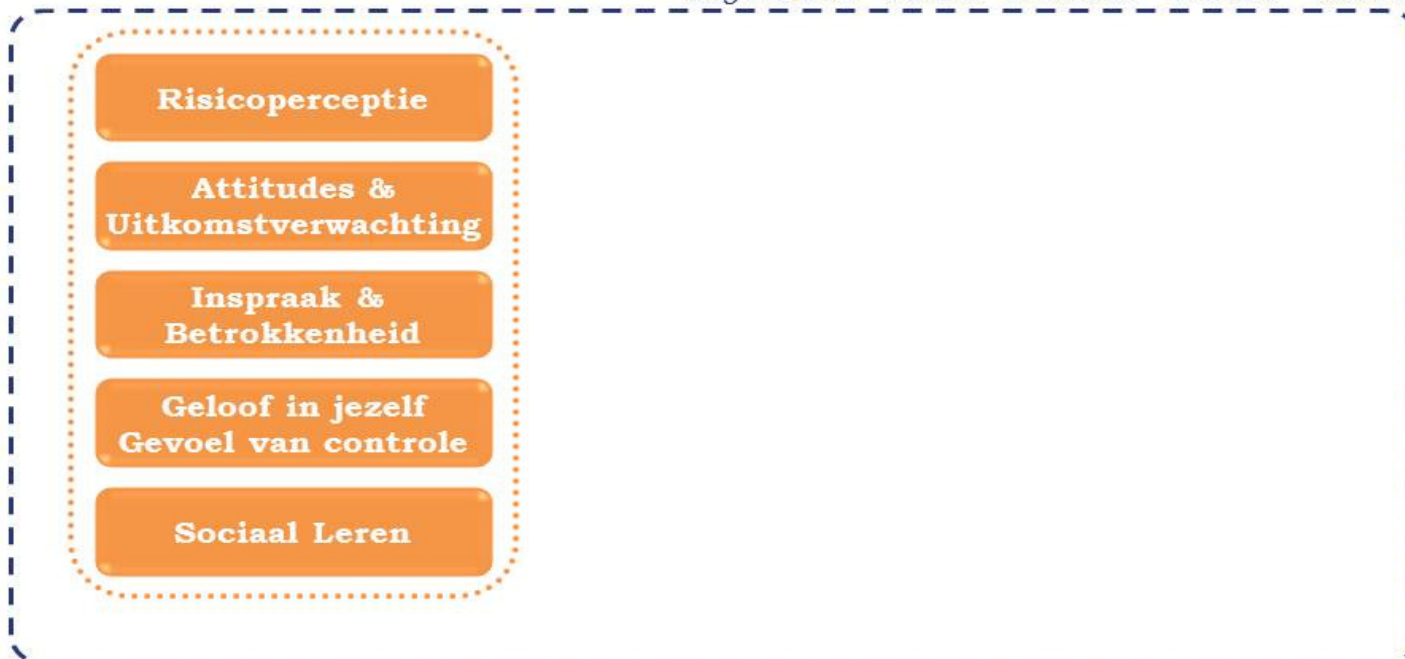 Risicoperceptie
Attitudes &
Uitkomstverwachting
Inspraak &
Betrokkenheid
Geloof in jezelf
Gevoel van controle
Sociaal Leren